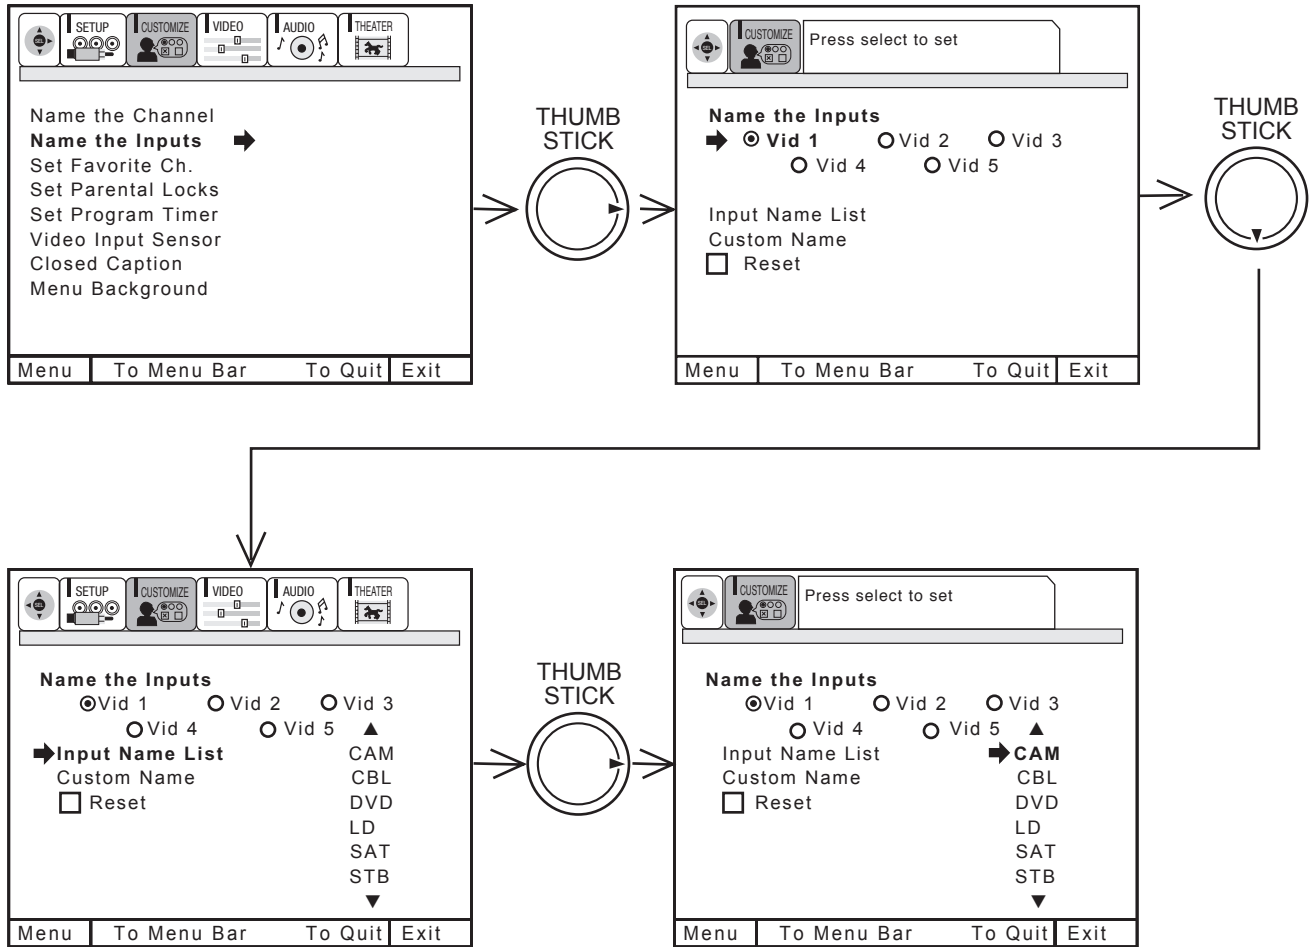 SETUP CUSTOMIZE VIDEO AUDIO THEATER
SEL
Name the Channel
Name the Inputs
Set Favorite Ch.
Set Parental Locks
Set Program Timer
Video Input Sensor
Closed Caption
Menu Background
Menu To Menu Bar To Quit Exit
THUMB
STICK
SEL
CUSTOMIZE
Press select to set
Name the Inputs
Vid 1 Vid 2 Vid 3
Vid 4 Vid 5
Input Name List
Custom Name
Reset
Menu To Menu Bar To Quit Exit
THUMB
STICK
SETUP CUSTOMIZE VIDEO AUDIO THEATER
SEL
Name the Inputs
Vid 1 Vid 2 Vid 3
Vid 4 Vid 5
Input Name List CAM
Custom Name CBL
Reset DVD
LD
SAT
STB
Menu To Menu Bar To Quit Exit
THUMB
STICK
SEL
CUSTOMIZE
Press select to set
Name the Inputs
Vid 1 Vid 2 Vid 3
Vid 4 Vid 5
Input Name List CAM
Custom Name CBL
Reset DVD
LD
SAT
STB
Menu To Menu Bar To Quit Exit